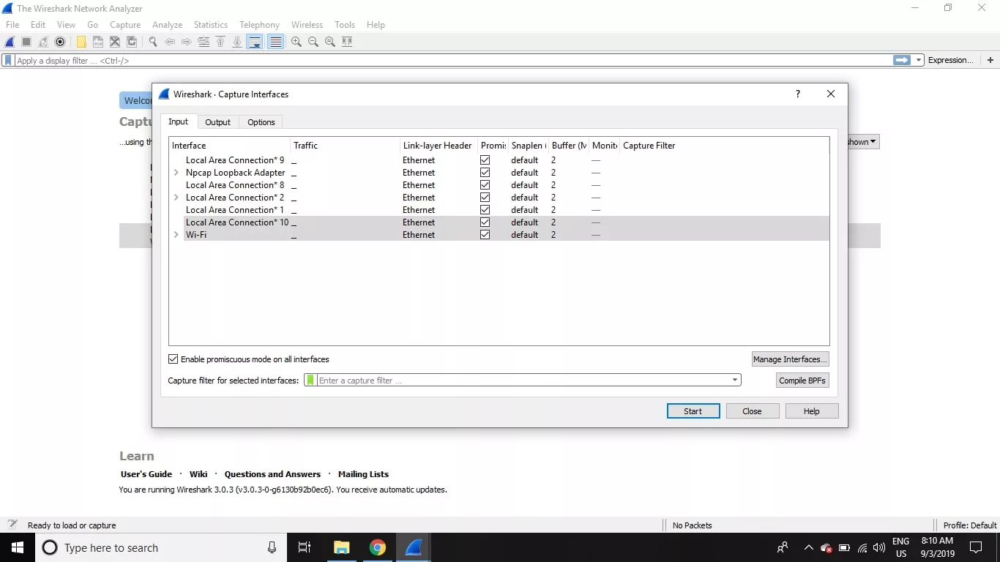 The Wireshark Network Analyzer
File Edit View Go Capture Analyze Statistics Telephony Wireless Tools Help
Apply a display filter ... <Ctrl-/>
Expression... +
Welco
Wireshark · Capture Interfaces
?
Captu
Input Output Options
...using th
shown
Interface Traffic Link-layer Header Promis Snaplen ( Buffer (M Monito Capture Filter
Local Area Connection* 9 _ Ethernet default 2 —
Npcap Loopback Adapter _ Ethernet default 2 —
Local Area Connection* 8 _ Ethernet default 2 —
Local Area Connection* 2 _ Ethernet default 2 —
Local Area Connection* 1 _ Ethernet default 2 —
Local Area Connection* 10 _ Ethernet default 2 —
Wi-Fi _ Ethernet default 2 —
Enable promiscuous mode on all interfaces
Manage Interfaces...
Capture filter for selected interfaces: Enter a capture filter ...
Compile BPFs
Start Close Help
Learn
User's Guide · Wiki · Questions and Answers · Mailing Lists
You are running Wireshark 3.0.3 (v3.0.3-0-g6130b92b0ec6). You receive automatic updates.
Ready to load or capture
No Packets
Profile: Default
Type here to search
ENG
US
8:10 AM
9/3/2019